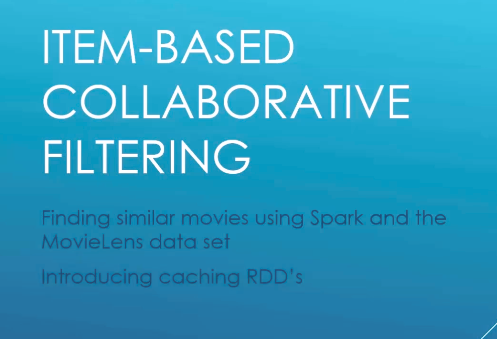 ITEM-BASED
COLLABORATIVE
FILTERING
Finding similar movies using Spark and the
MovieLens data set
Introducing caching RDD's